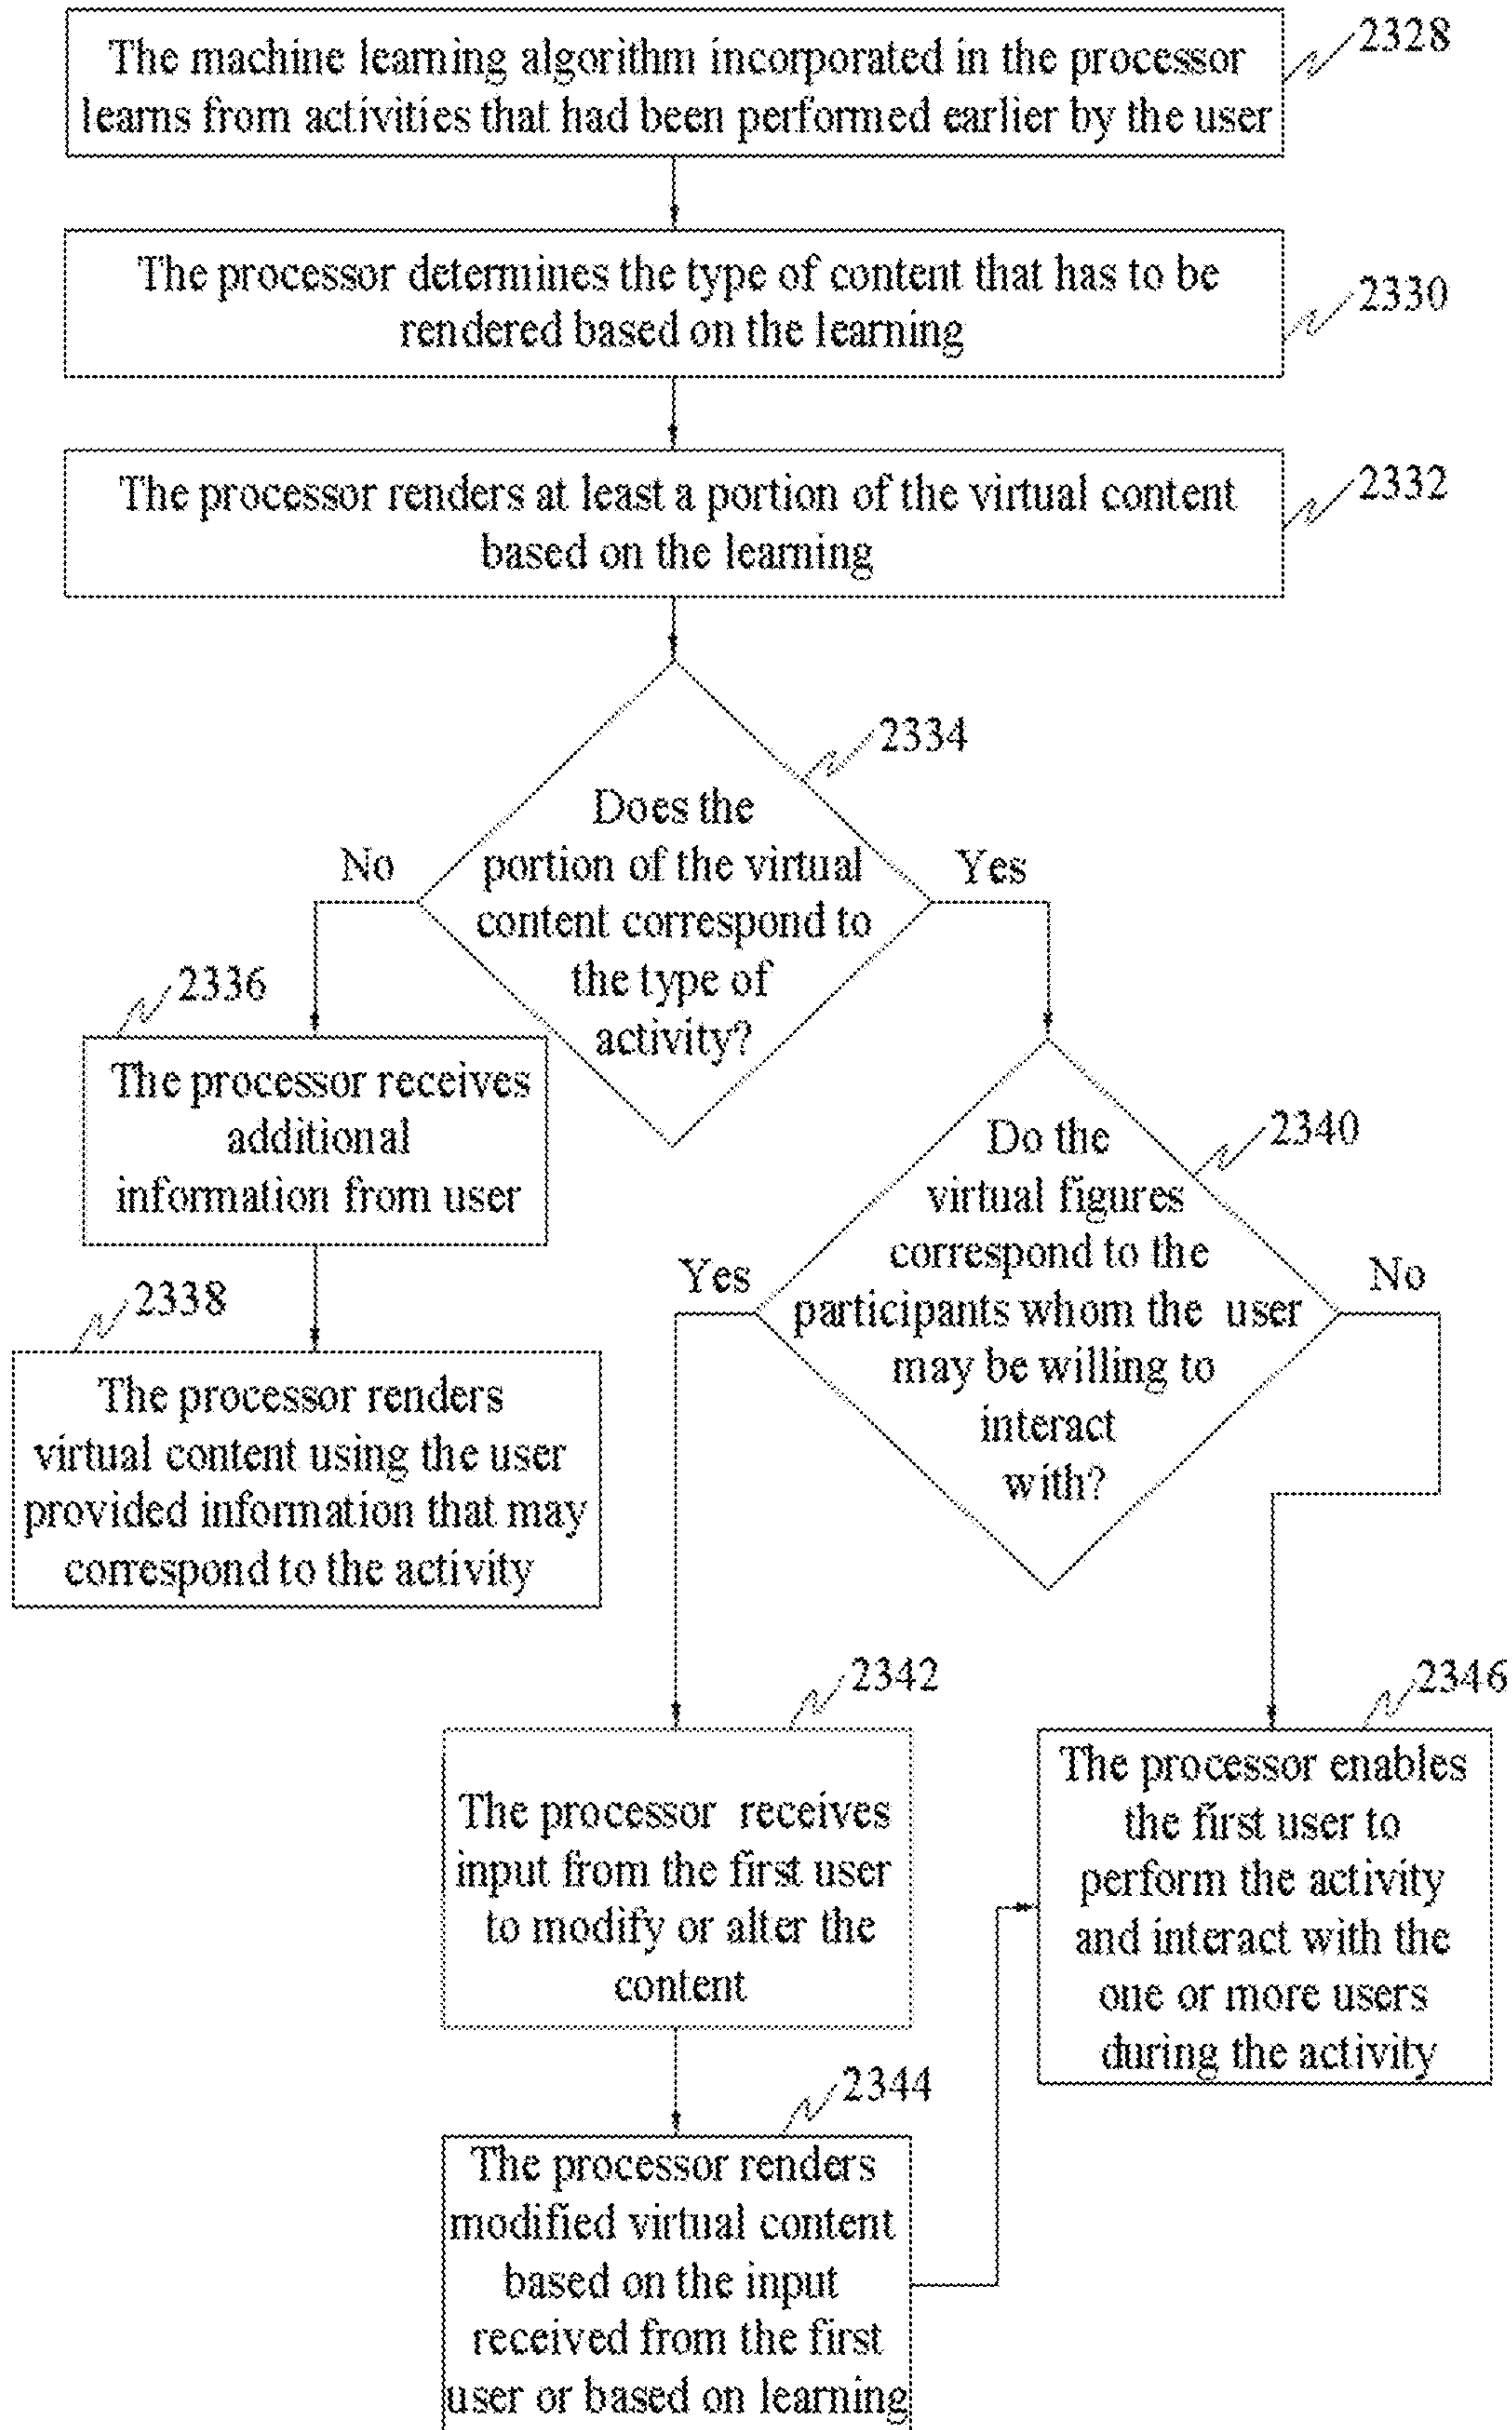 2328
The machine learning algorithm incorporated in the processor
learns from activities that had been performed earlier by the user
The processor determines the type of content that has to be
rendered based on the learning
2330
The processor renders at least a portion of the virtual content
based on the learning
2332
2334
Does the
portion of the virtual
content correspond to
the type of
activity?
No
Yes
2336
The processor receives
additional
information from user
2338
The processor renders
virtual content using the user
provided information that may
correspond to the activity
2340
Do the
virtual figures
correspond to the
participants whom the user
may be willing to
interact
with?
Yes
No
2342
The processor receives
input from the first user
to modify or alter the
content
2344
The processor renders
modified virtual content
based on the input
received from the first
user or based on learning
2346
The processor enables
the first user to
perform the activity
and interact with the
one or more users
during the activity